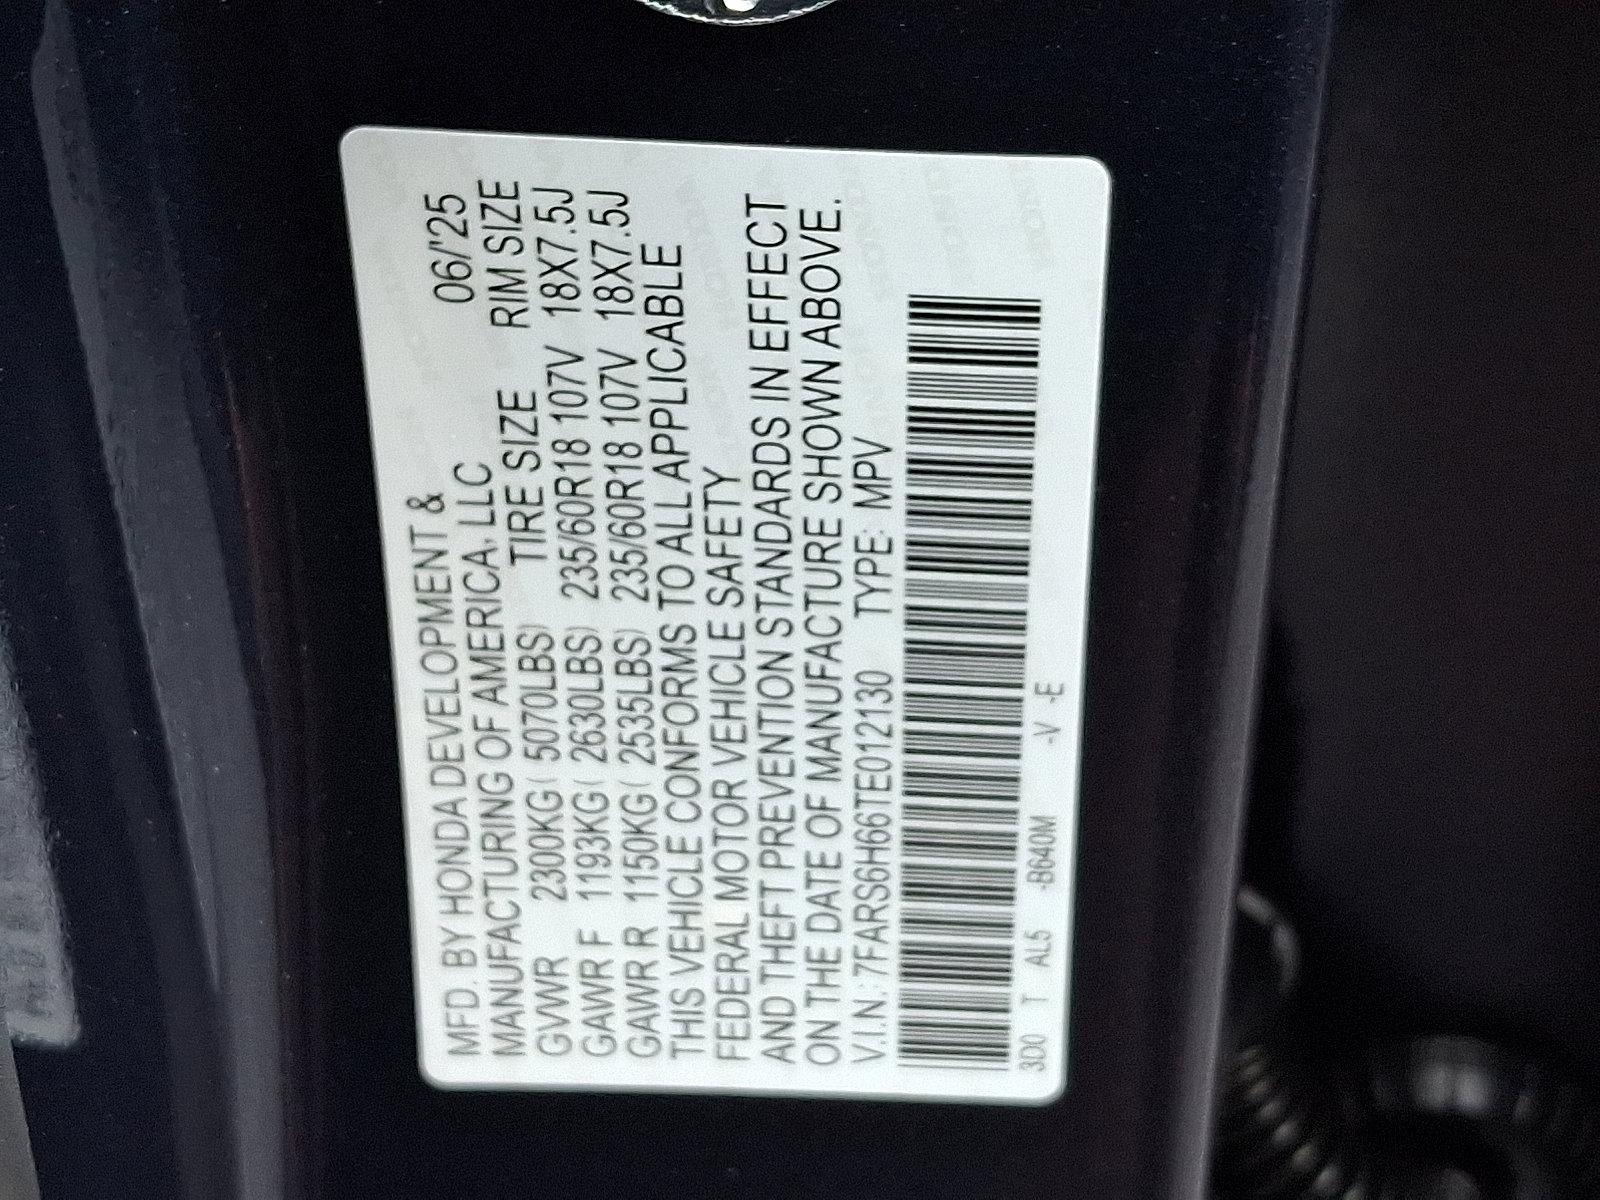 MFD. BY HONDA DEVELOPMENT & 06/'25
MANUFACTURING OF AMERICA, LLC
TIRE SIZE RIM SIZE
GVWR 2300KG( 5070LBS) 235/60R18 107V 18X7.5J
GAWR F 1193KG( 2630LBS) 235/60R18 107V 18X7.5J
GAWR R 1150KG( 2535LBS)
THIS VEHICLE CONFORMS TO ALL APPLICABLE
FEDERAL MOTOR VEHICLE SAFETY
AND THEFT PREVENTION STANDARDS IN EFFECT
ON THE DATE OF MANUFACTURE SHOWN ABOVE.
V.I.N.: 7FARS6H66TE012130 TYPE: MPV
3D0 T AL5 -B640M -V -E